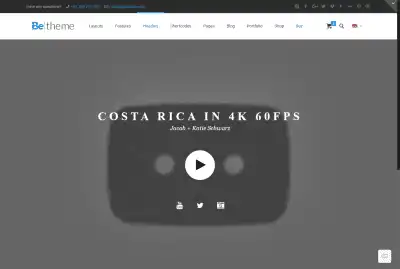 Be|theme
Layouts Features Headers Shortcodes Pages Blog Portfolio Shop Buy
COSTA RICA IN 4K 60FPS
Jacob + Katie Schwarz